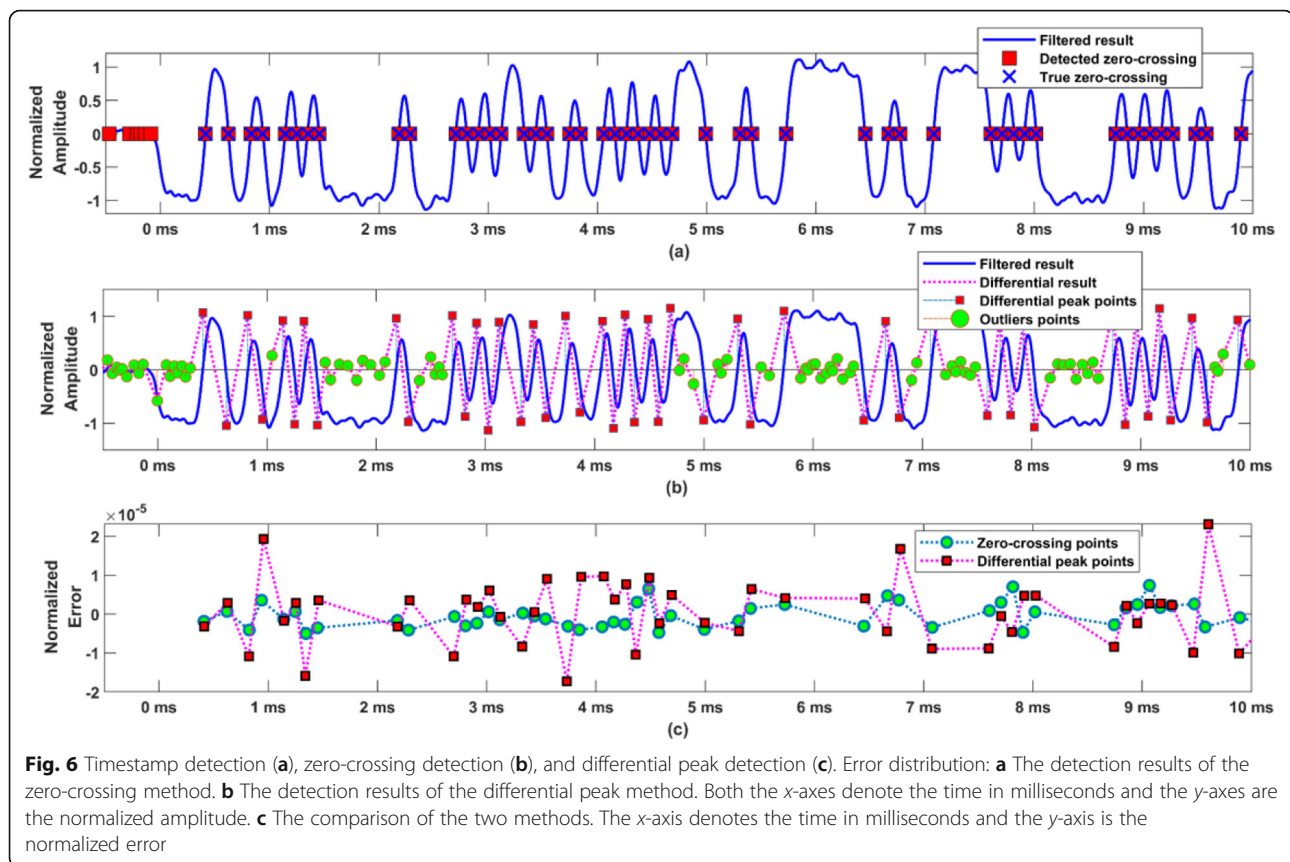 Filtered result
Detected zero-crossing
True zero-crossing
Normalized
Amplitude
1
0.5
0
-0.5
-1
0 ms 1 ms 2 ms 3 ms 4 ms 5 ms 6 ms 7 ms 8 ms 9 ms 10 ms
(a)
Filtered result
Differential result
Differential peak points
Outliers points
Normalized
Amplitude
1
0
-1
0 ms 1 ms 2 ms 3 ms 4 ms 5 ms 6 ms 7 ms 8 ms 9 ms 10 ms
(b)
×10⁻⁵
Zero-crossing points
Differential peak points
Normalized
Error
2
1
0
-1
-2
0 ms 1 ms 2 ms 3 ms 4 ms 5 ms 6 ms 7 ms 8 ms 9 ms 10 ms
(c)
Fig. 6 Timestamp detection (a), zero-crossing detection (b), and differential peak detection (c). Error distribution: a The detection results of the
zero-crossing method. b The detection results of the differential peak method. Both the x-axes denote the time in milliseconds and the y-axes are
the normalized amplitude. c The comparison of the two methods. The x-axis denotes the time in milliseconds and the y-axis is the
normalized error